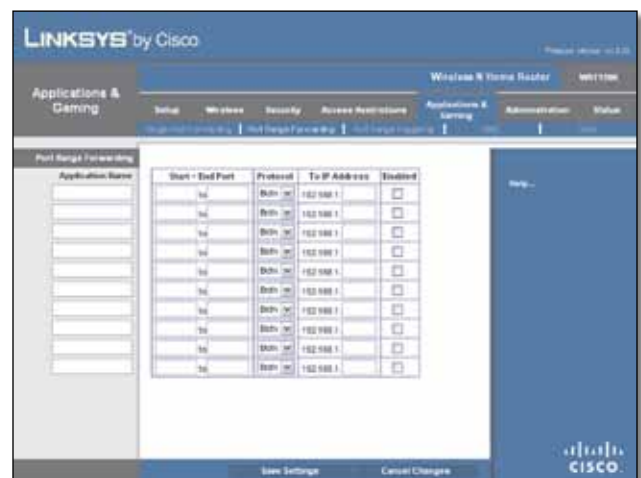 LINKSYS by Cisco
Wireless-N Home Router
Applications & Gaming
Setup Wireless Security Access Restrictions Applications & Gaming Administration Status
Port Range Forwarding
Port Range Forwarding
Application Name
Start - End Port Protocol To IP Address Enabled
to Both 192.168.1.
to Both 192.168.1.
to Both 192.168.1.
to Both 192.168.1.
to Both 192.168.1.
to Both 192.168.1.
to Both 192.168.1.
to Both 192.168.1.
to Both 192.168.1.
to Both 192.168.1.
Help...
Save Settings Cancel Changes
CISCO